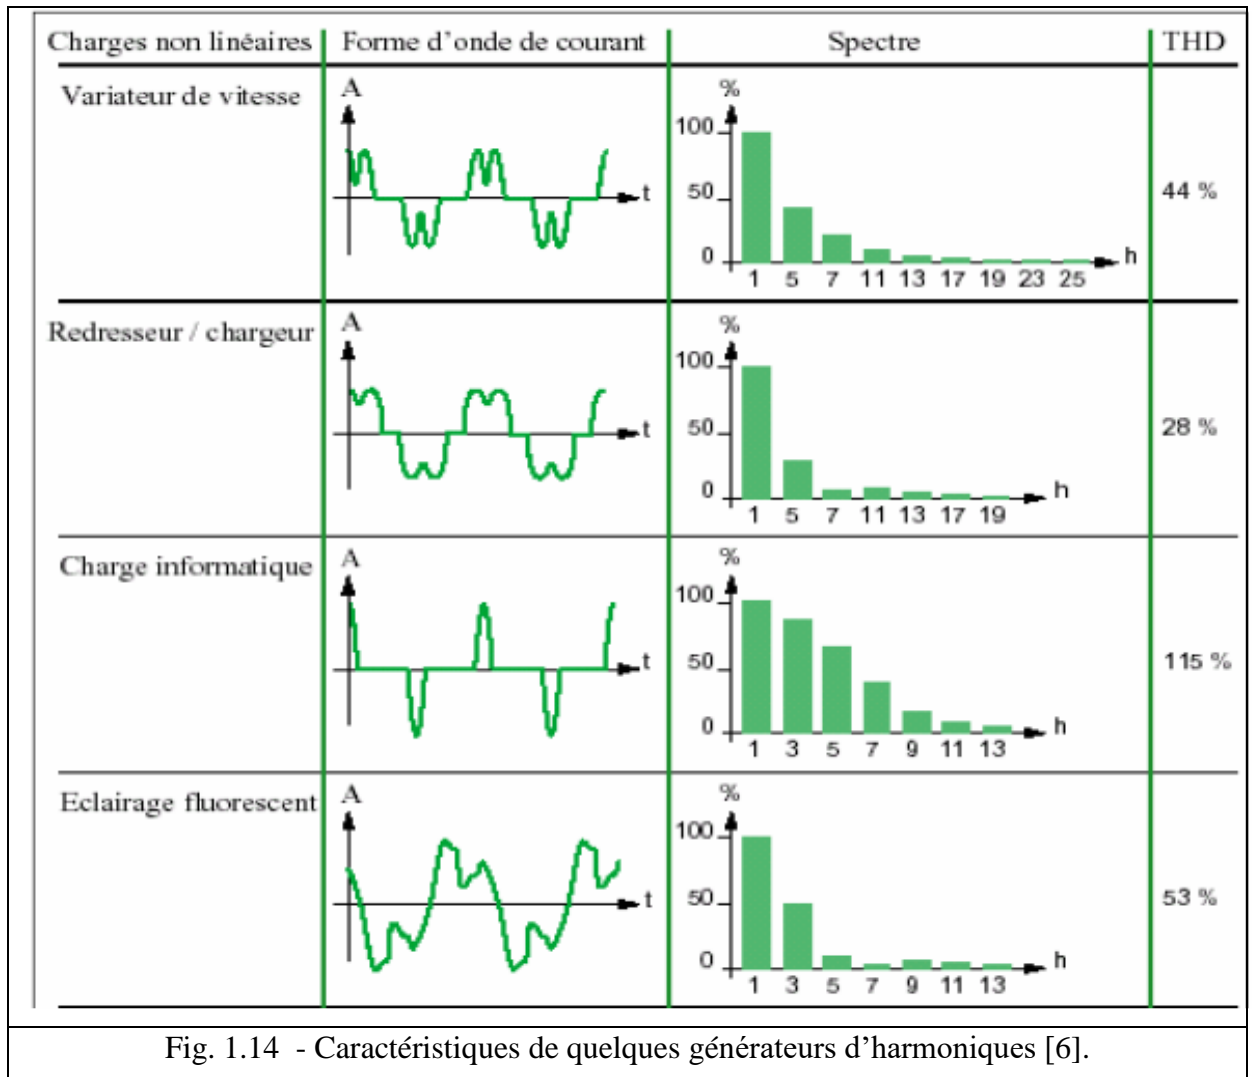 Charges non linéaires Forme d'onde de courant Spectre THD
Variateur de vitesse
A
t
%
100
50
0
1 5 7 11 13 17 19 23 25
h
44 %
Redresseur / chargeur
A
t
%
100
50
0
1 5 7 11 13 17 19
h
28 %
Charge informatique
A
t
%
100
50
0
1 3 5 7 9 11 13
h
115 %
Eclairage fluorescent
A
t
%
100
50
0
1 3 5 7 9 11 13
h
53 %
Fig. 1.14 - Caractéristiques de quelques générateurs d'harmoniques [6].